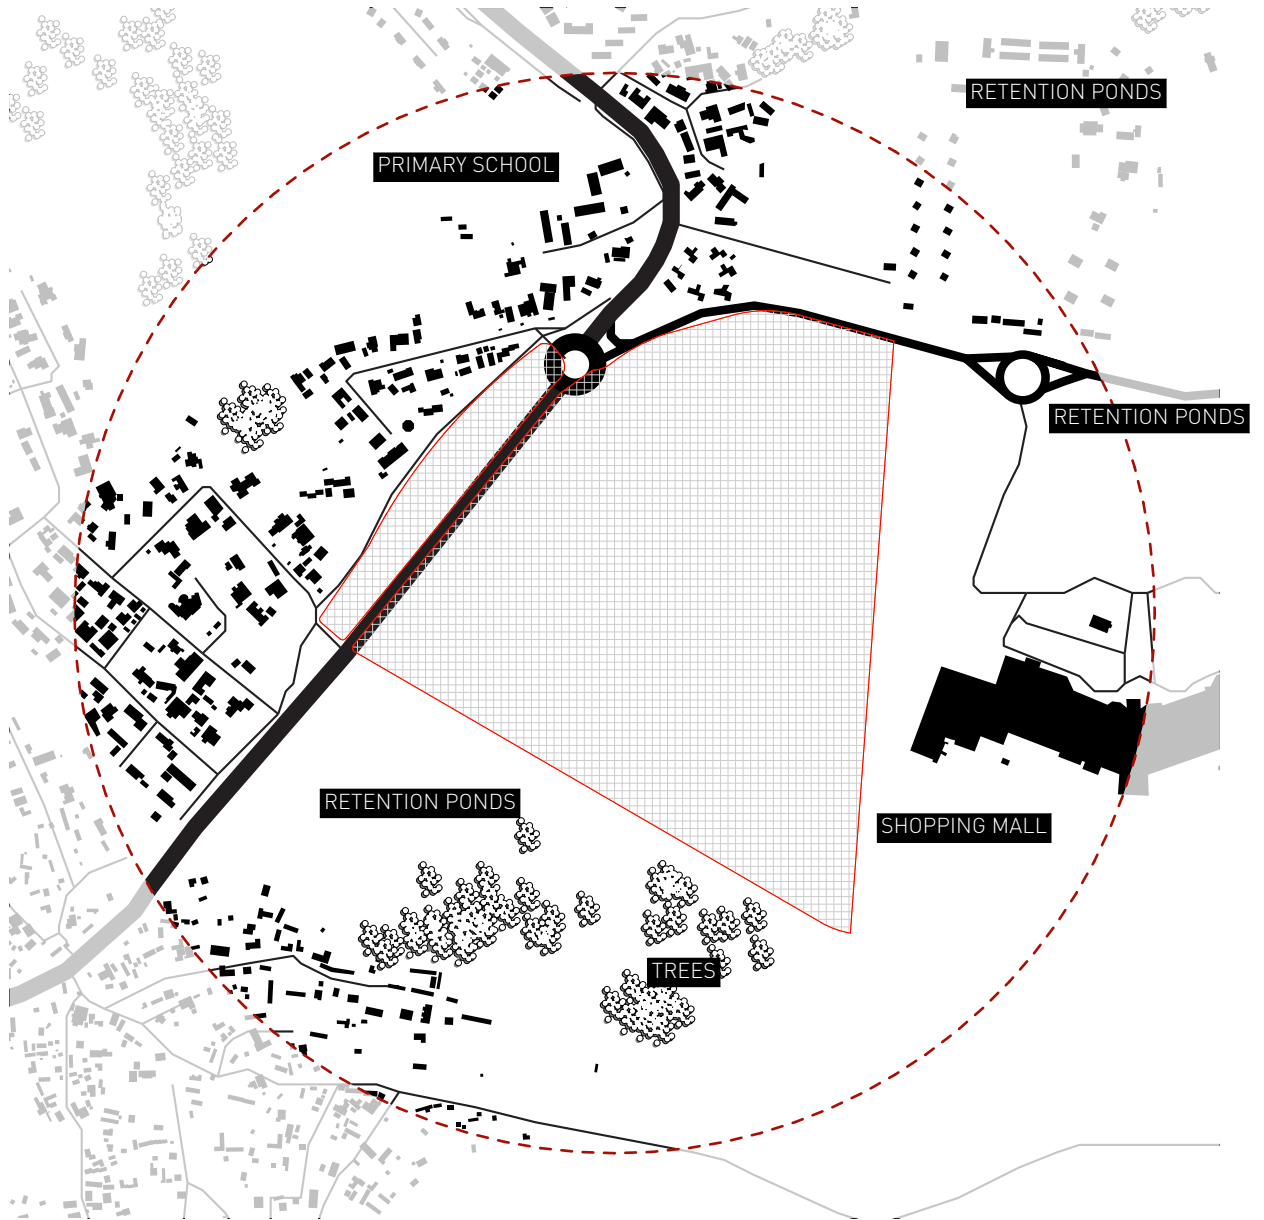 RETENTION PONDS
PRIMARY SCHOOL
RETENTION PONDS
RETENTION PONDS
SHOPPING MALL
TREES